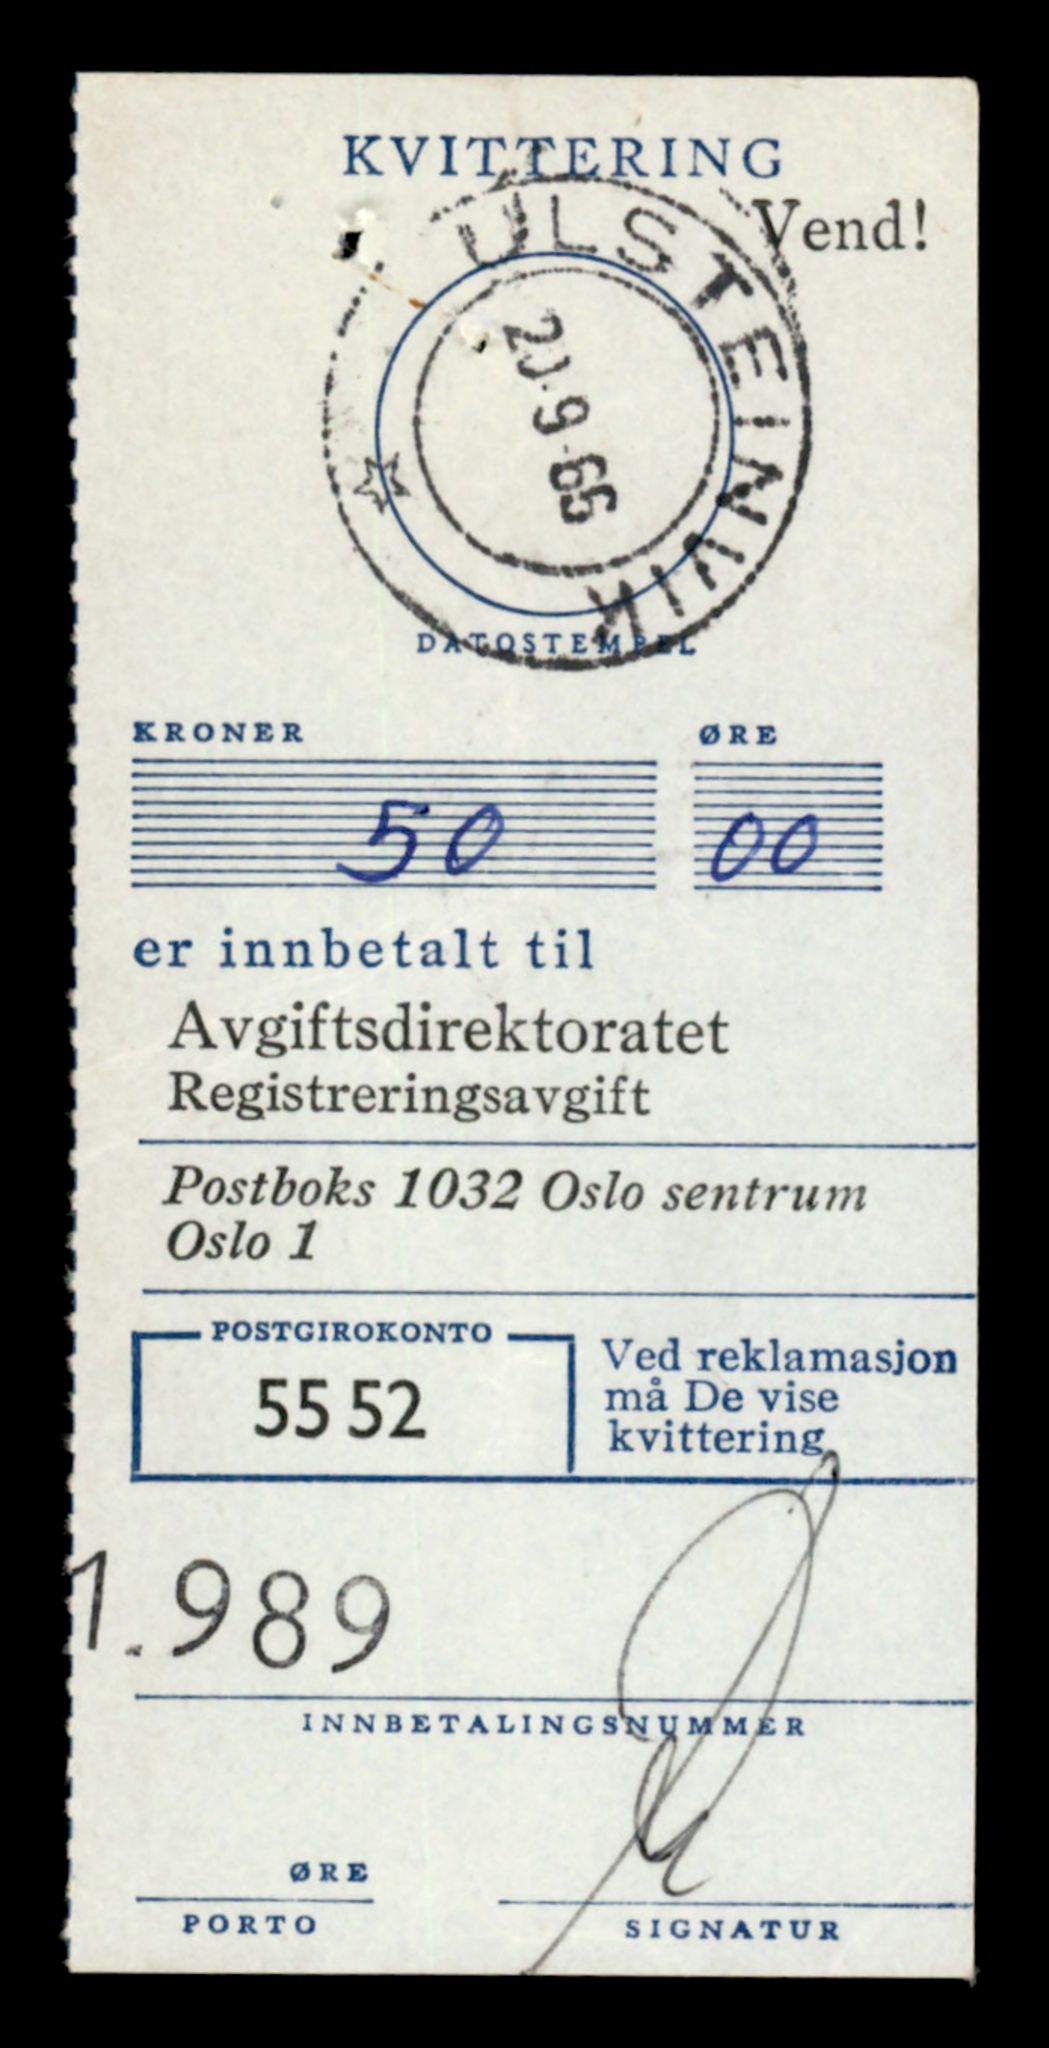 KVITTERING
Vend!
ULSTEINVIK
20.9.65
DATOSTEMPEL
KRONER ØRE
50 00
er innbetalt til
Avgiftsdirektoratet
Registreringsavgift
Postboks 1032 Oslo sentrum
Oslo 1
POSTGIROKONTO
55 52
Ved reklamasjon
må De vise
kvittering
1.989
INNBETALINGSNUMMER
ØRE
PORTO
SIGNATUR